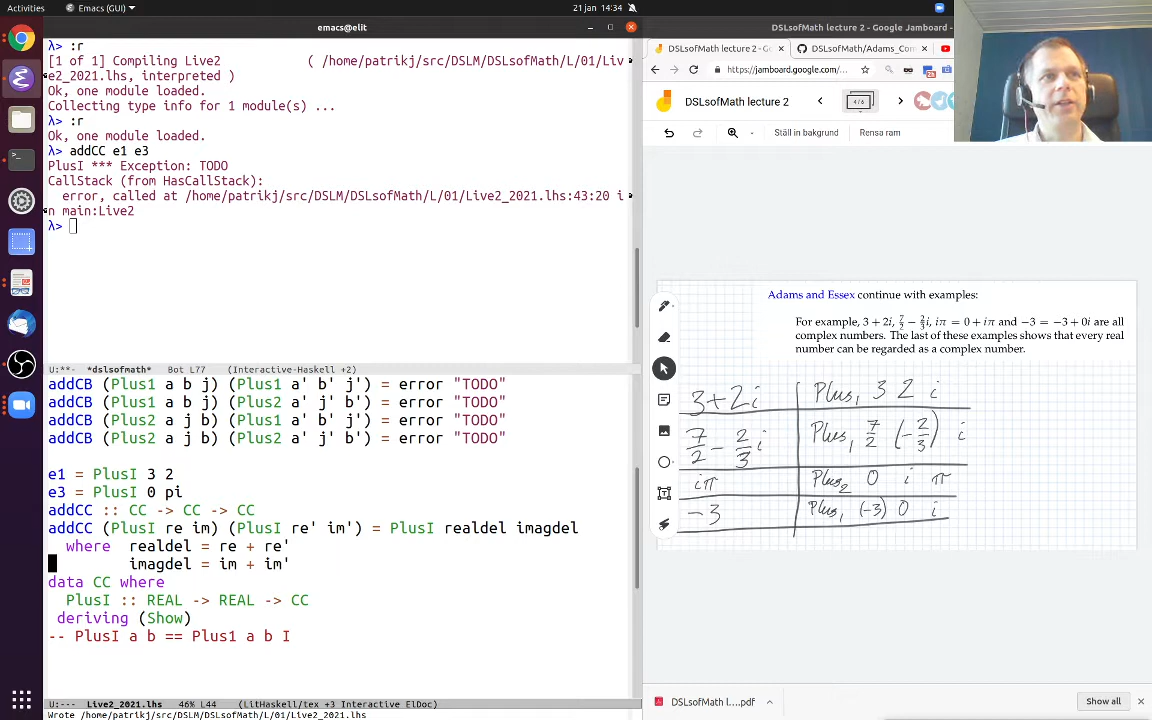 Activities
Emacs (GUI)
21 jan 14:34
emacs@elit
λ> :r
[1 of 1] Compiling Live2 ( /home/patrikj/src/DSLM/DSLsofMath/L/01/Liv
e2_2021.lhs, interpreted )
Ok, one module loaded.
Collecting type info for 1 module(s) ...
λ> :r
Ok, one module loaded.
λ> addCC e1 e3
PlusI *** Exception: TODO
CallStack (from HasCallStack):
error, called at /home/patrikj/src/DSLM/DSLsofMath/L/01/Live2_2021.lhs:43:20 i
n main:Live2
λ>
U:**- *dslsofmath* Bot L77 (Interactive-Haskell +2)
addCB (Plus1 a b j) (Plus1 a' b' j') = error "TODO"
addCB (Plus1 a b j) (Plus2 a' j' b') = error "TODO"
addCB (Plus2 a j b) (Plus1 a' b' j') = error "TODO"
addCB (Plus2 a j b) (Plus2 a' j' b') = error "TODO"
e1 = PlusI 3 2
e3 = PlusI 0 pi
addCC :: CC -> CC -> CC
addCC (PlusI re im) (PlusI re' im') = PlusI realdel imagdel
where realdel = re + re'
imagdel = im + im'
data CC where
PlusI :: REAL -> REAL -> CC
deriving (Show)
-- PlusI a b == Plus1 a b I
U:--- Live2_2021.lhs 46% L44 (LitHaskell/tex +3 Interactive ElDoc)
Wrote /home/patrikj/src/DSLM/DSLsofMath/L/01/Live2_2021.lhs
DSLsofMath lecture 2 - Google Jamboard -
DSLsofMath lecture 2 - G
DSLsofMath/Adams_Com
https://jamboard.google.com/
DSLsofMath lecture 2
4/6
Ställ in bakgrund
Rensa ram
Adams and Essex continue with examples:
For example, 3 + 2i, 7/2 − 2/3 i, iπ = 0 + iπ and −3 = −3 + 0i are all
complex numbers. The last of these examples shows that every real
number can be regarded as a complex number.
3+2i Plus₁ 3 2 i
7/2 - 2/3 i Plus₁ 7/2 (-2/3) i
iπ Plus₂ 0 i π
-3 Plus₁ (-3) 0 i
DSLsofMath l....pdf
Show all